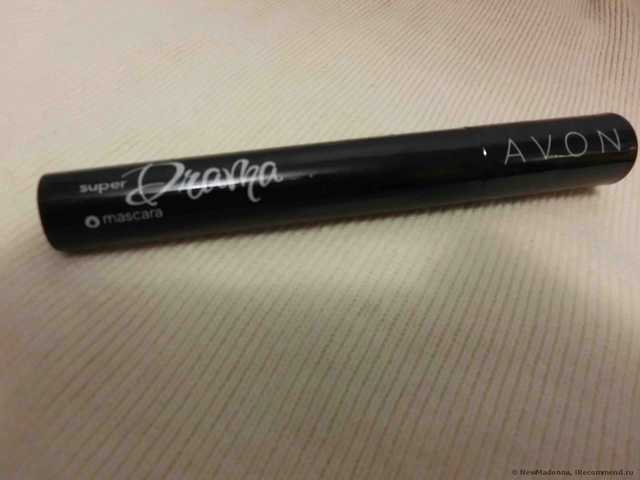 super Drama
mascara
AVON
© NewMadonna, IRecommend.ru